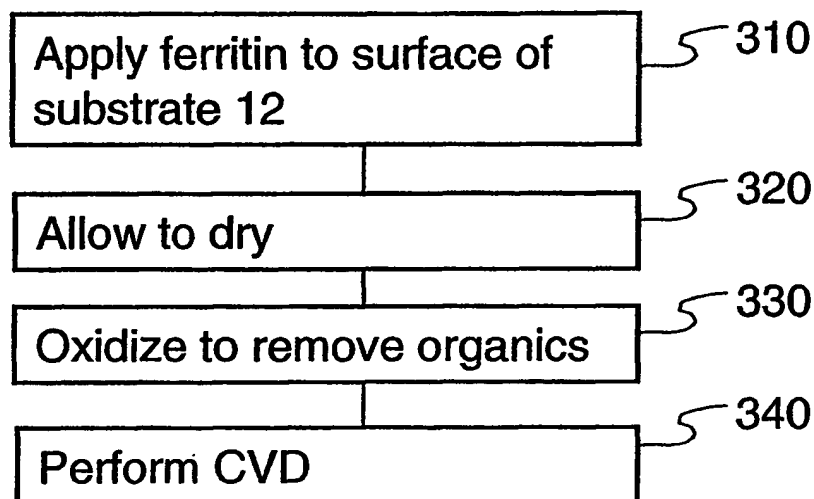 Apply ferritin to surface of
substrate 12
310
Allow to dry
320
Oxidize to remove organics
330
Perform CVD
340